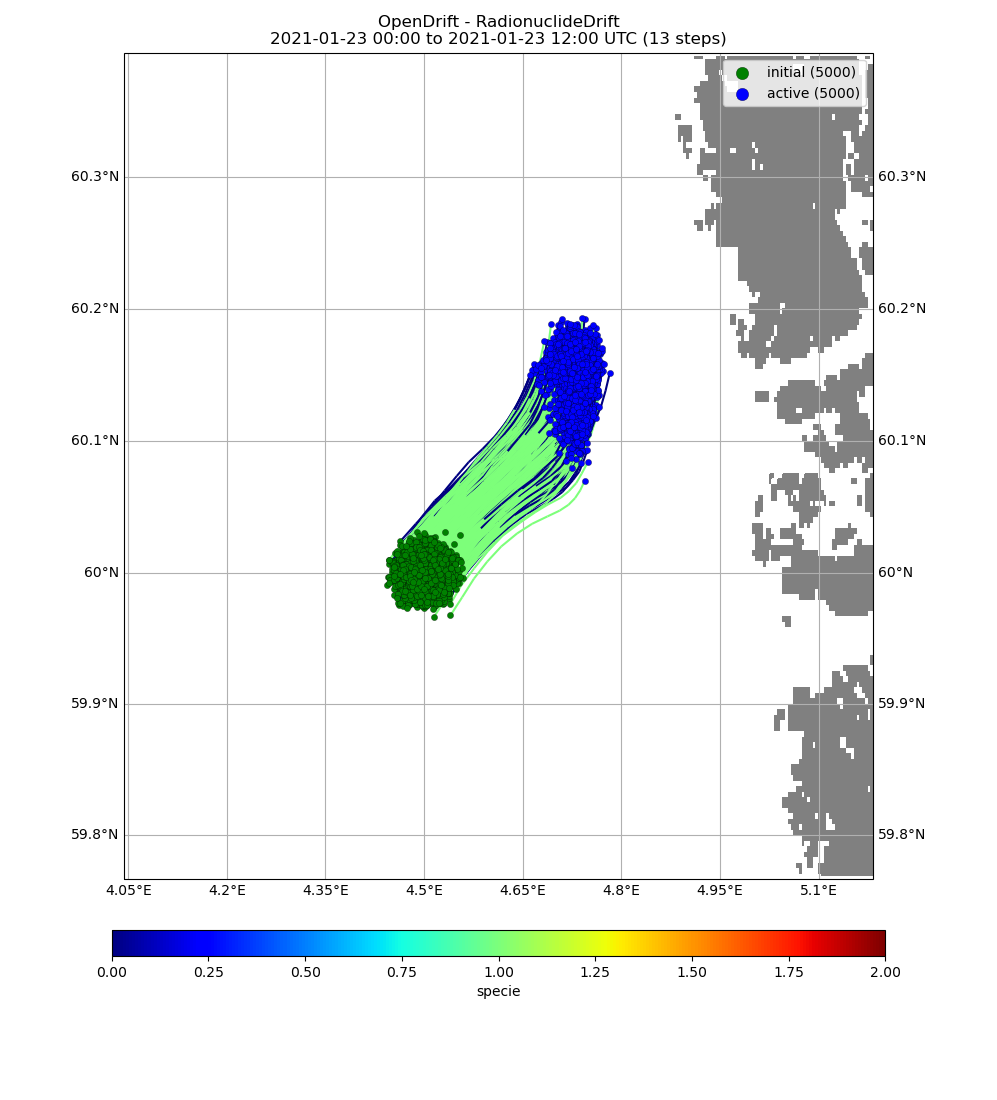 OpenDrift - RadionuclideDrift
2021-01-23 00:00 to 2021-01-23 12:00 UTC (13 steps)
initial (5000)
active (5000)
60.3°N 60.3°N
60.2°N 60.2°N
60.1°N 60.1°N
60°N 60°N
59.9°N 59.9°N
59.8°N 59.8°N
4.05°E 4.2°E 4.35°E 4.5°E 4.65°E 4.8°E 4.95°E 5.1°E
0.00 0.25 0.50 0.75 1.00 1.25 1.50 1.75 2.00
specie